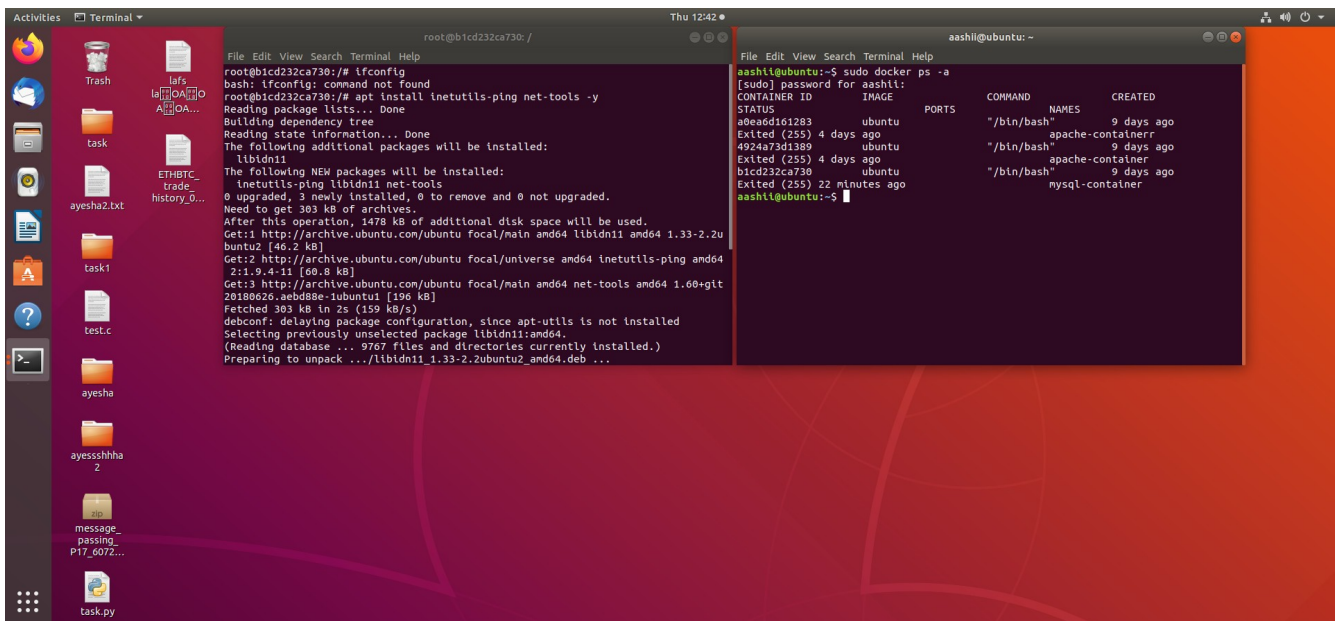 Activities
Terminal
Thu 12:42
Trash
lafs_
task
ETHBTC_
trade_
history_0...
ayesha2.txt
task1
test.c
ayesha
ayessshhha
2
zip
message_
passing_
P17_6072...
task.py
root@b1cd232ca730: /
File Edit View Search Terminal Help
root@b1cd232ca730:/# ifconfig
bash: ifconfig: command not found
root@b1cd232ca730:/# apt install inetutils-ping net-tools -y
Reading package lists... Done
Building dependency tree
Reading state information... Done
The following additional packages will be installed:
libidn11
The following NEW packages will be installed:
inetutils-ping libidn11 net-tools
0 upgraded, 3 newly installed, 0 to remove and 0 not upgraded.
Need to get 303 kB of archives.
After this operation, 1478 kB of additional disk space will be used.
Get:1 http://archive.ubuntu.com/ubuntu focal/main amd64 libidn11 amd64 1.33-2.2u
buntu2 [46.2 kB]
Get:2 http://archive.ubuntu.com/ubuntu focal/universe amd64 inetutils-ping amd64
2:1.9.4-11 [60.8 kB]
Get:3 http://archive.ubuntu.com/ubuntu focal/main amd64 net-tools amd64 1.60+git
20180626.aebd88e-1ubuntu1 [196 kB]
Fetched 303 kB in 2s (159 kB/s)
debconf: delaying package configuration, since apt-utils is not installed
Selecting previously unselected package libidn11:amd64.
(Reading database ... 9767 files and directories currently installed.)
Preparing to unpack .../libidn11_1.33-2.2ubuntu2_amd64.deb ...
aashii@ubuntu: ~
File Edit View Search Terminal Help
aashii@ubuntu:~$ sudo docker ps -a
[sudo] password for aashii:
CONTAINER ID IMAGE COMMAND CREATED
STATUS PORTS NAMES
a0ea6d161283 ubuntu "/bin/bash" 9 days ago
Exited (255) 4 days ago apache-containerr
4924a73d1389 ubuntu "/bin/bash" 9 days ago
Exited (255) 4 days ago apache-container
b1cd232ca730 ubuntu "/bin/bash" 9 days ago
Exited (255) 22 minutes ago mysql-container
aashii@ubuntu:~$